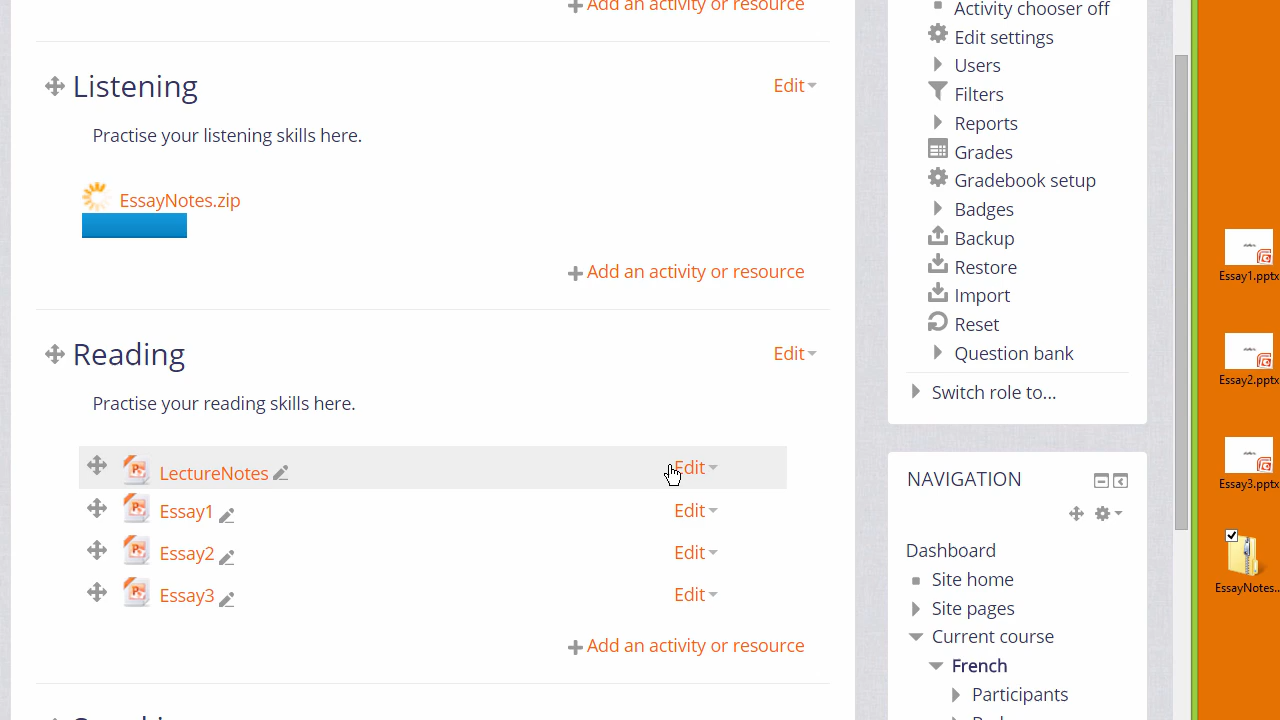 Add an activity or resource
Listening
Edit
Practise your listening skills here.
EssayNotes.zip
Add an activity or resource
Reading
Edit
Practise your reading skills here.
LectureNotes
Edit
Essay1
Edit
Essay2
Edit
Essay3
Edit
Add an activity or resource
Activity chooser off
Edit settings
Users
Filters
Reports
Grades
Gradebook setup
Badges
Backup
Restore
Import
Reset
Question bank
Switch role to...
NAVIGATION
Dashboard
Site home
Site pages
Current course
French
Participants
Essay1.pptx
Essay2.pptx
Essay3.pptx
EssayNotes...